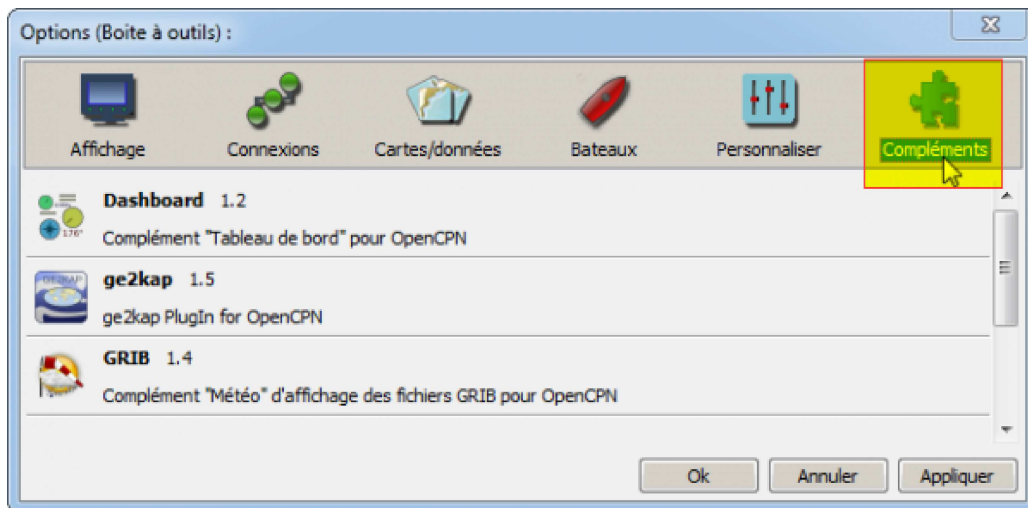 Options (Boite à outils) :
Affichage Connexions Cartes/données Bateaux Personnaliser Compléments
Dashboard 1.2
176°
Complément "Tableau de bord" pour OpenCPN
GE2KAP
ge2kap 1.5
ge2kap PlugIn for OpenCPN
GRIB 1.4
Complément "Météo" d'affichage des fichiers GRIB pour OpenCPN
Ok Annuler Appliquer